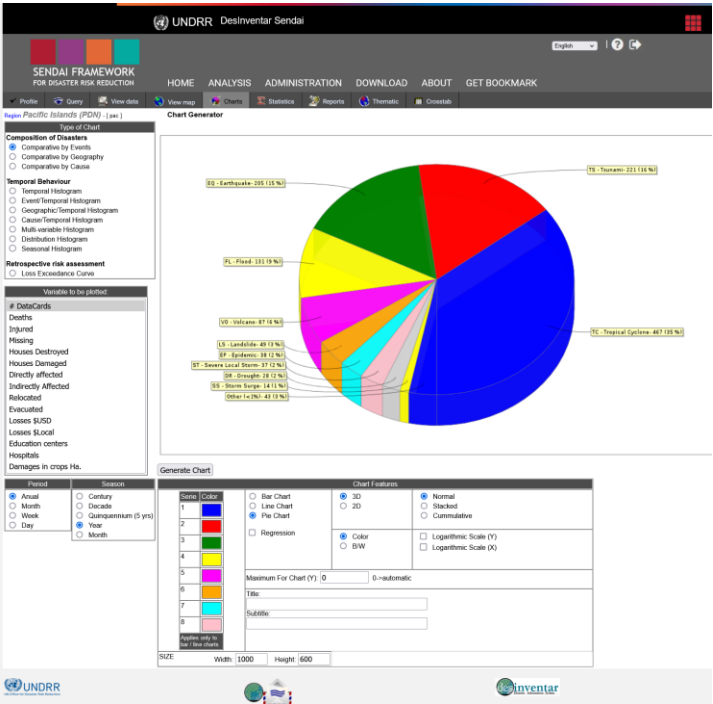 UNDRR DesInventar Sendai
English
SENDAI FRAMEWORK
FOR DISASTER RISK REDUCTION
HOME ANALYSIS ADMINISTRATION DOWNLOAD ABOUT GET BOOKMARK
Profile Query View data View map Charts Statistics Reports Thematic Crosstab
Region Pacific Islands (PDN) - [ pac ]
Chart Generator
Type of Chart
Composition of Disasters
Comparative by Events
Comparative by Geography
Comparative by Causa
Temporal Behaviour
Temporal Histogram
Event/Temporal Histogram
Geographic/Temporal Histogram
Cause/Temporal Histogram
Multi-variable Histogram
Distribution Histogram
Seasonal Histogram
Retrospective risk assessment
Loss Exceedance Curve
Variable to be plotted
# DataCards
Deaths
Injured
Missing
Houses Destroyed
Houses Damaged
Directly affected
Indirectly Affected
Relocated
Evacuated
Losses $USD
Losses $Local
Education centers
Hospitals
Damages in crops Ha.
TS - Tsunami- 221 (16 %)
EQ - Earthquake- 205 (15 %)
FL - Flood- 131 (9 %)
VO - Volcano- 87 (6 %)
TC - Tropical Cyclone- 467 (35 %)
LS - Landslide- 49 (3 %)
EP - Epidemic- 38 (2 %)
ST - Severe Local Storm- 37 (2 %)
DR - Drought- 28 (2 %)
SS - Storm Surge- 14 (1 %)
Other (<2%)- 43 (3 %)
Generate Chart
Period
Anual
Month
Week
Day
Season
Century
Decade
Quinquennium (5 yrs)
Year
Month
Chart Features
Serie Color
1
2
3
4
5
6
7
8
Applies only to
bar / line charts
Bar Chart
Line Chart
Pie Chart
Regression
3D
2D
Color
B/W
Normal
Stacked
Cummulative
Logarithmic Scale (Y)
Logarithmic Scale (X)
Maximum For Chart (Y): 0 0->automatic
Title:
Subtitle:
SIZE Width: 1000 Height: 600
UNDRR
inventar